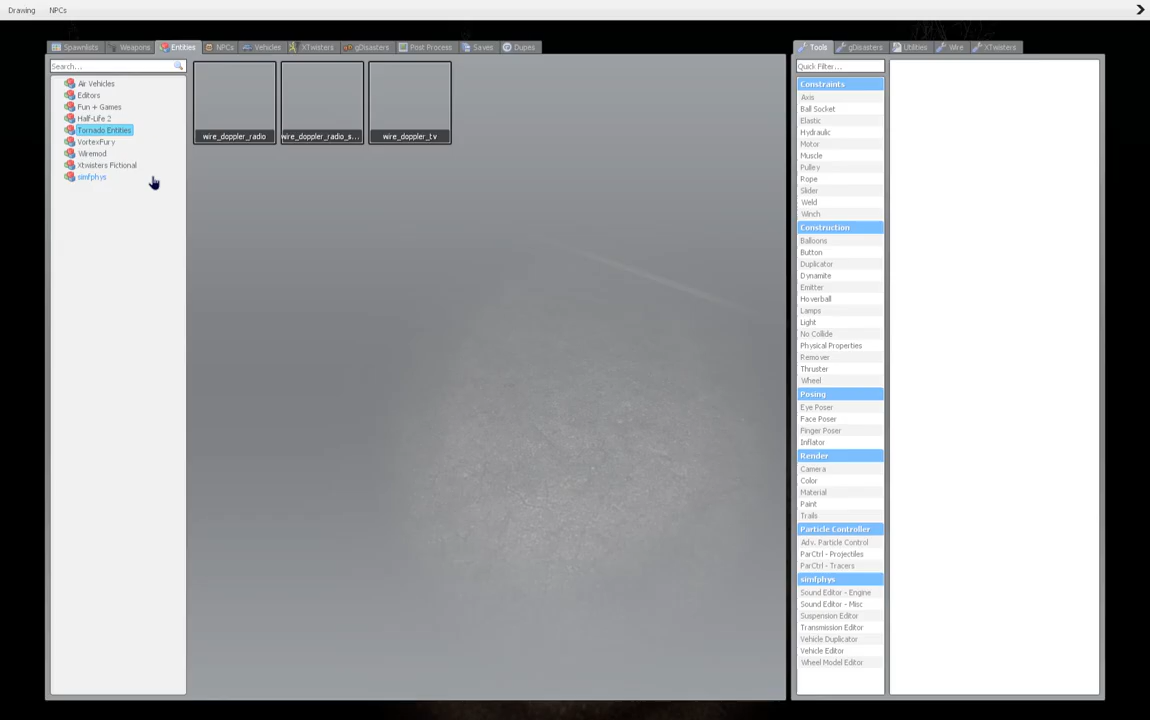 Drawing NPCs
Spawnlists Weapons Entities NPCs Vehicles XTwisters gDisasters Post Process Saves Dupes
Search...
Air Vehicles
Editors
Fun + Games
Half-Life 2
Tornado Entities
VortexFury
Wiremod
Xtwisters Fictional
simfphys
wire_doppler_radio
wire_doppler_radio_s...
wire_doppler_tv
Tools gDisasters Utilities Wire XTwisters
Quick Filter...
Constraints
Axis
Ball Socket
Elastic
Hydraulic
Motor
Muscle
Pulley
Rope
Slider
Weld
Winch
Construction
Balloons
Button
Duplicator
Dynamite
Emitter
Hoverball
Lamps
Light
No Collide
Physical Properties
Remover
Thruster
Wheel
Posing
Eye Poser
Face Poser
Finger Poser
Inflator
Render
Camera
Color
Material
Paint
Trails
Particle Controller
Adv. Particle Control
ParCtrl - Projectiles
ParCtrl - Tracers
simfphys
Sound Editor - Engine
Sound Editor - Misc
Suspension Editor
Transmission Editor
Vehicle Duplicator
Vehicle Editor
Wheel Model Editor